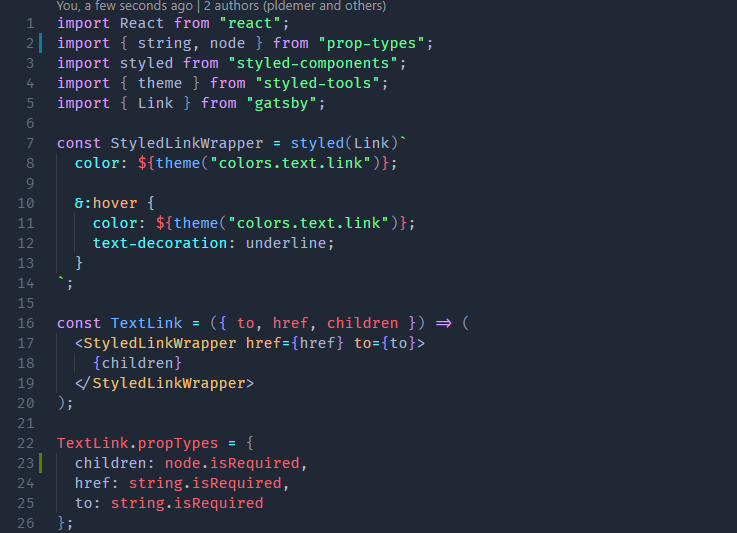 You, a few seconds ago | 2 authors (pldemer and others)
1 import React from "react";
2 import { string, node } from "prop-types";
3 import styled from "styled-components";
4 import { theme } from "styled-tools";
5 import { Link } from "gatsby";
6
7 const StyledLinkWrapper = styled(Link)`
8   color: ${theme("colors.text.link")};
9
10   &:hover {
11     color: ${theme("colors.text.link")};
12     text-decoration: underline;
13   }
14 `;
15
16 const TextLink = ({ to, href, children }) => (
17   <StyledLinkWrapper href={href} to={to}>
18     {children}
19   </StyledLinkWrapper>
20 );
21
22 TextLink.propTypes = {
23   children: node.isRequired,
24   href: string.isRequired,
25   to: string.isRequired
26 };